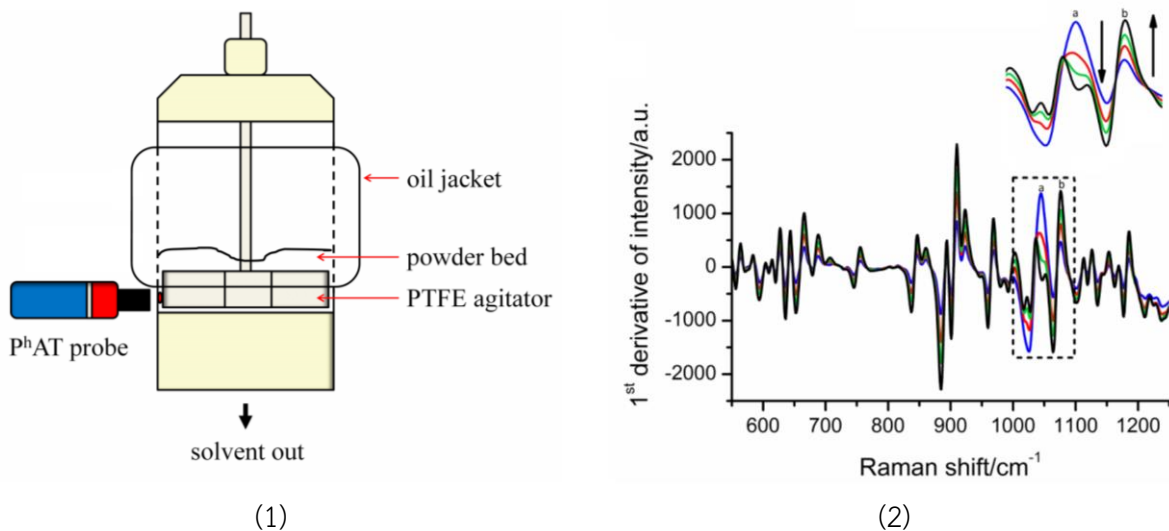 oil jacket
powder bed
PTFE agitator
PʰAT probe
solvent out
(1)
a
b
2000
1000
0
-1000
-2000
1ˢᵗ derivative of intensity/a.u.
a
b
600 700 800 900 1000 1100 1200
Raman shift/cm⁻¹
(2)